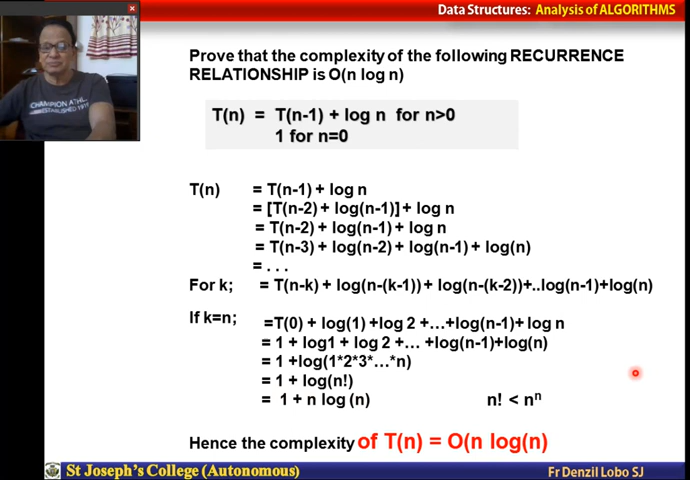 Data Structures: Analysis of ALGORITHMS
CHAMPION ATHL
ESTABLISHED 1919
Prove that the complexity of the following RECURRENCE
RELATIONSHIP is O(n log n)
T(n) = T(n-1) + log n for n>0
1 for n=0
T(n) = T(n-1) + log n
= [T(n-2) + log(n-1)] + log n
= T(n-2) + log(n-1) + log n
= T(n-3) + log(n-2) + log(n-1) + log(n)
= . . .
For k; = T(n-k) + log(n-(k-1)) + log(n-(k-2))+..log(n-1)+log(n)
If k=n; =T(0) + log(1) +log 2 +…+log(n-1)+ log n
= 1 + log1 + log 2 +… +log(n-1)+log(n)
= 1 +log(1*2*3*…*n)
= 1 + log(n!)
= 1 + n log (n) n! < nⁿ
Hence the complexity of T(n) = O(n log(n)
St Joseph's College (Autonomous) Fr Denzil Lobo SJ